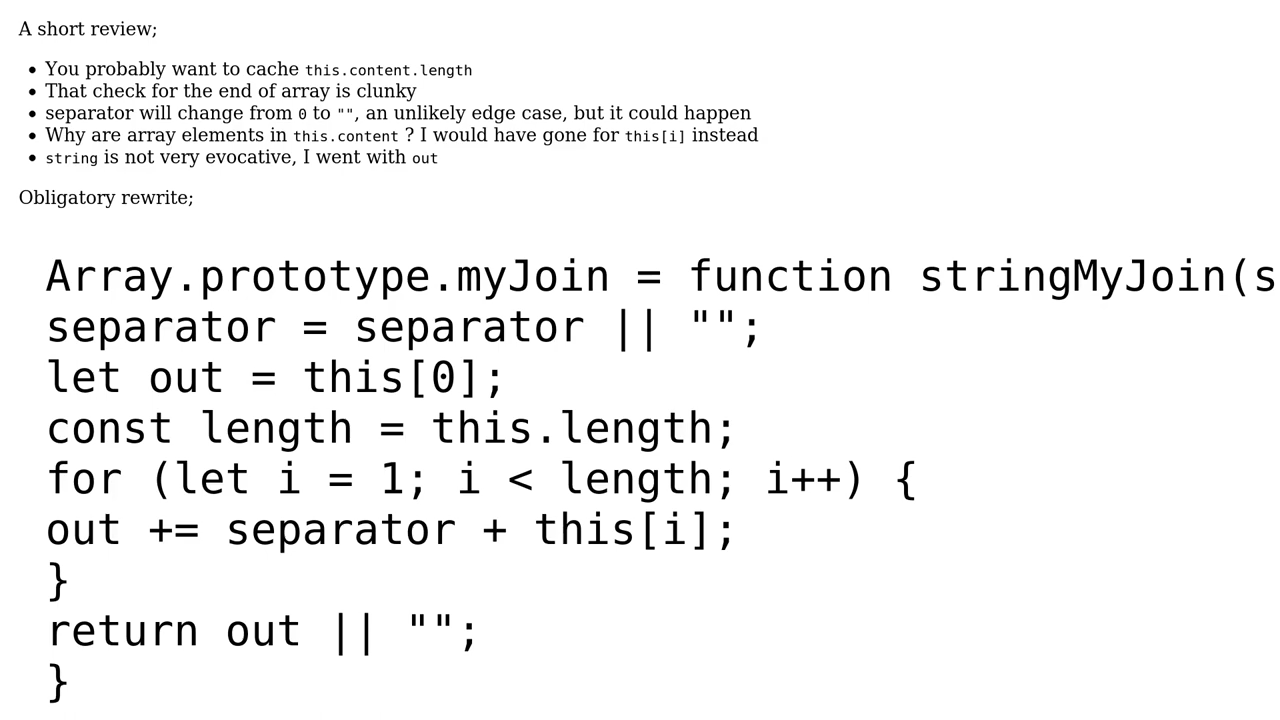 A short review;
You probably want to cache this.content.length
That check for the end of array is clunky
separator will change from 0 to "", an unlikely edge case, but it could happen
Why are array elements in this.content ? I would have gone for this[i] instead
string is not very evocative, I went with out
Obligatory rewrite;
Array.prototype.myJoin = function stringMyJoin(s
separator = separator || "";
let out = this[0];
const length = this.length;
for (let i = 1; i < length; i++) {
out += separator + this[i];
}
return out || "";
}